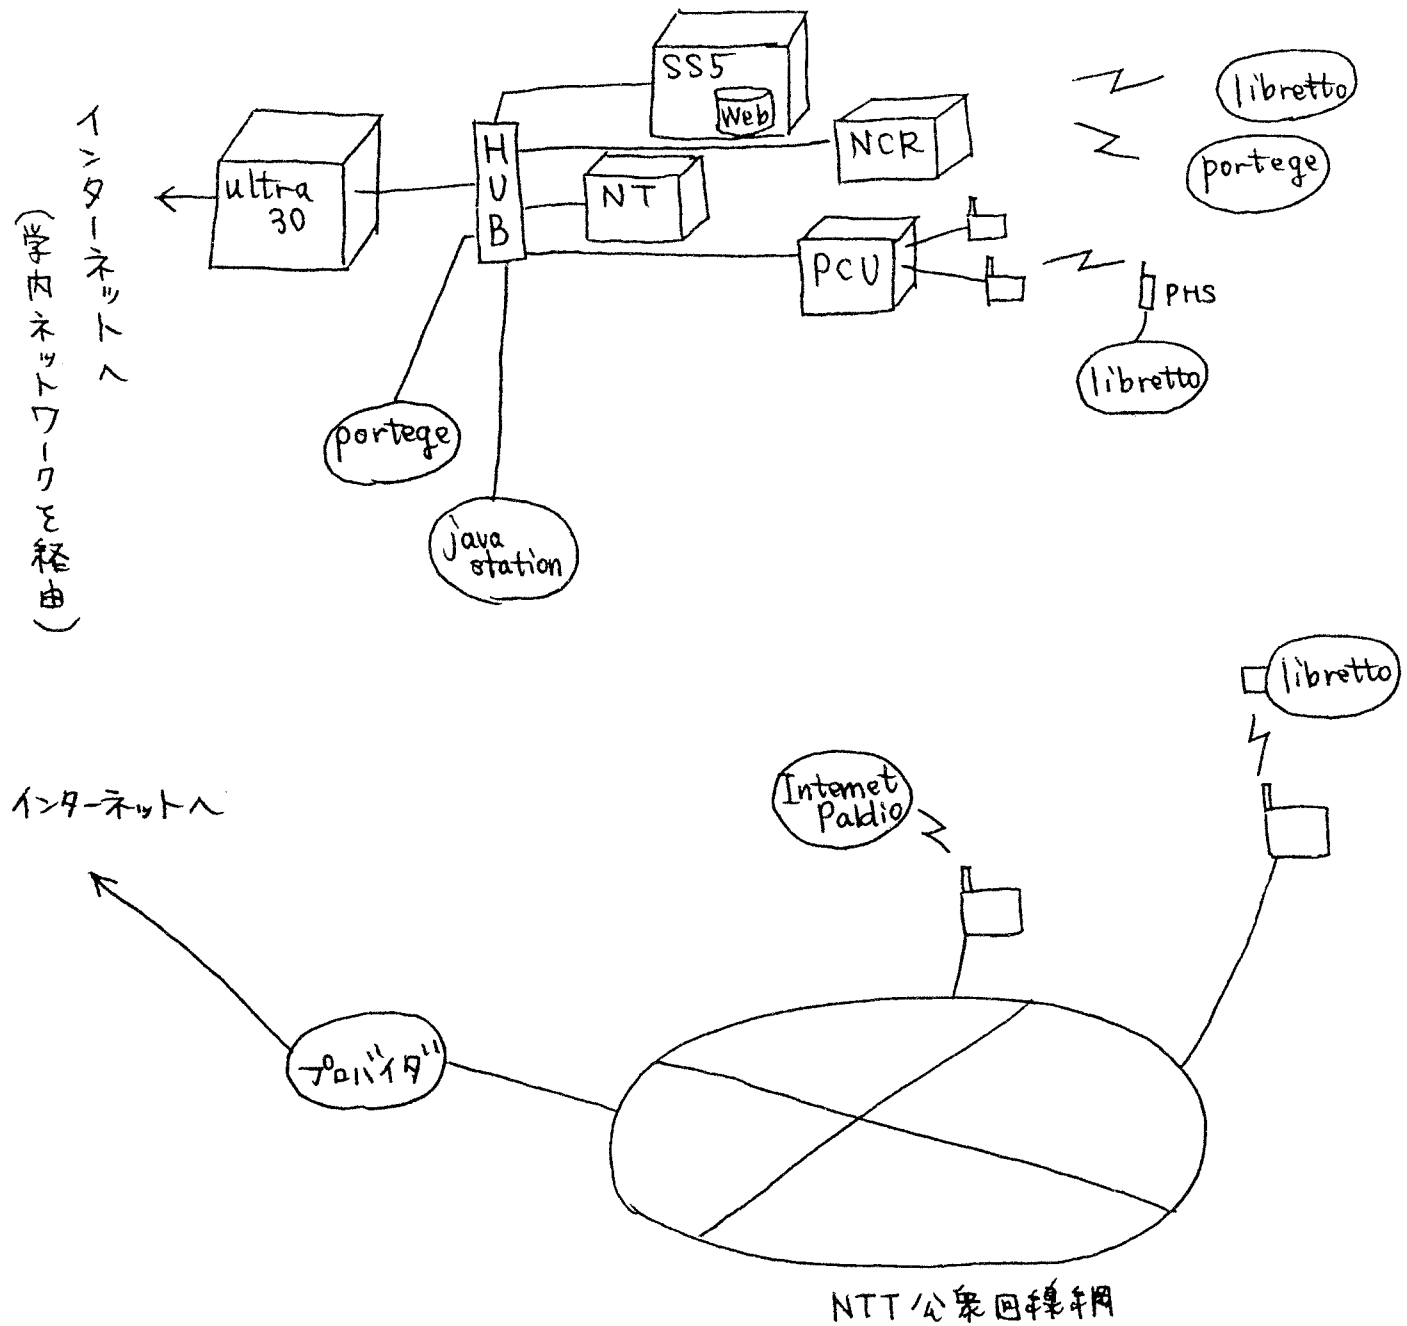 インターネットへ
(学内ネットワークを経由)
ultra
30
HUB
SS5
Web
NCR
NT
PCU
libretto
portege
PHS
libretto
portege
java
station
libretto
Internet
Paldio
インターネットへ
プロバイダ
NTT公衆回線網